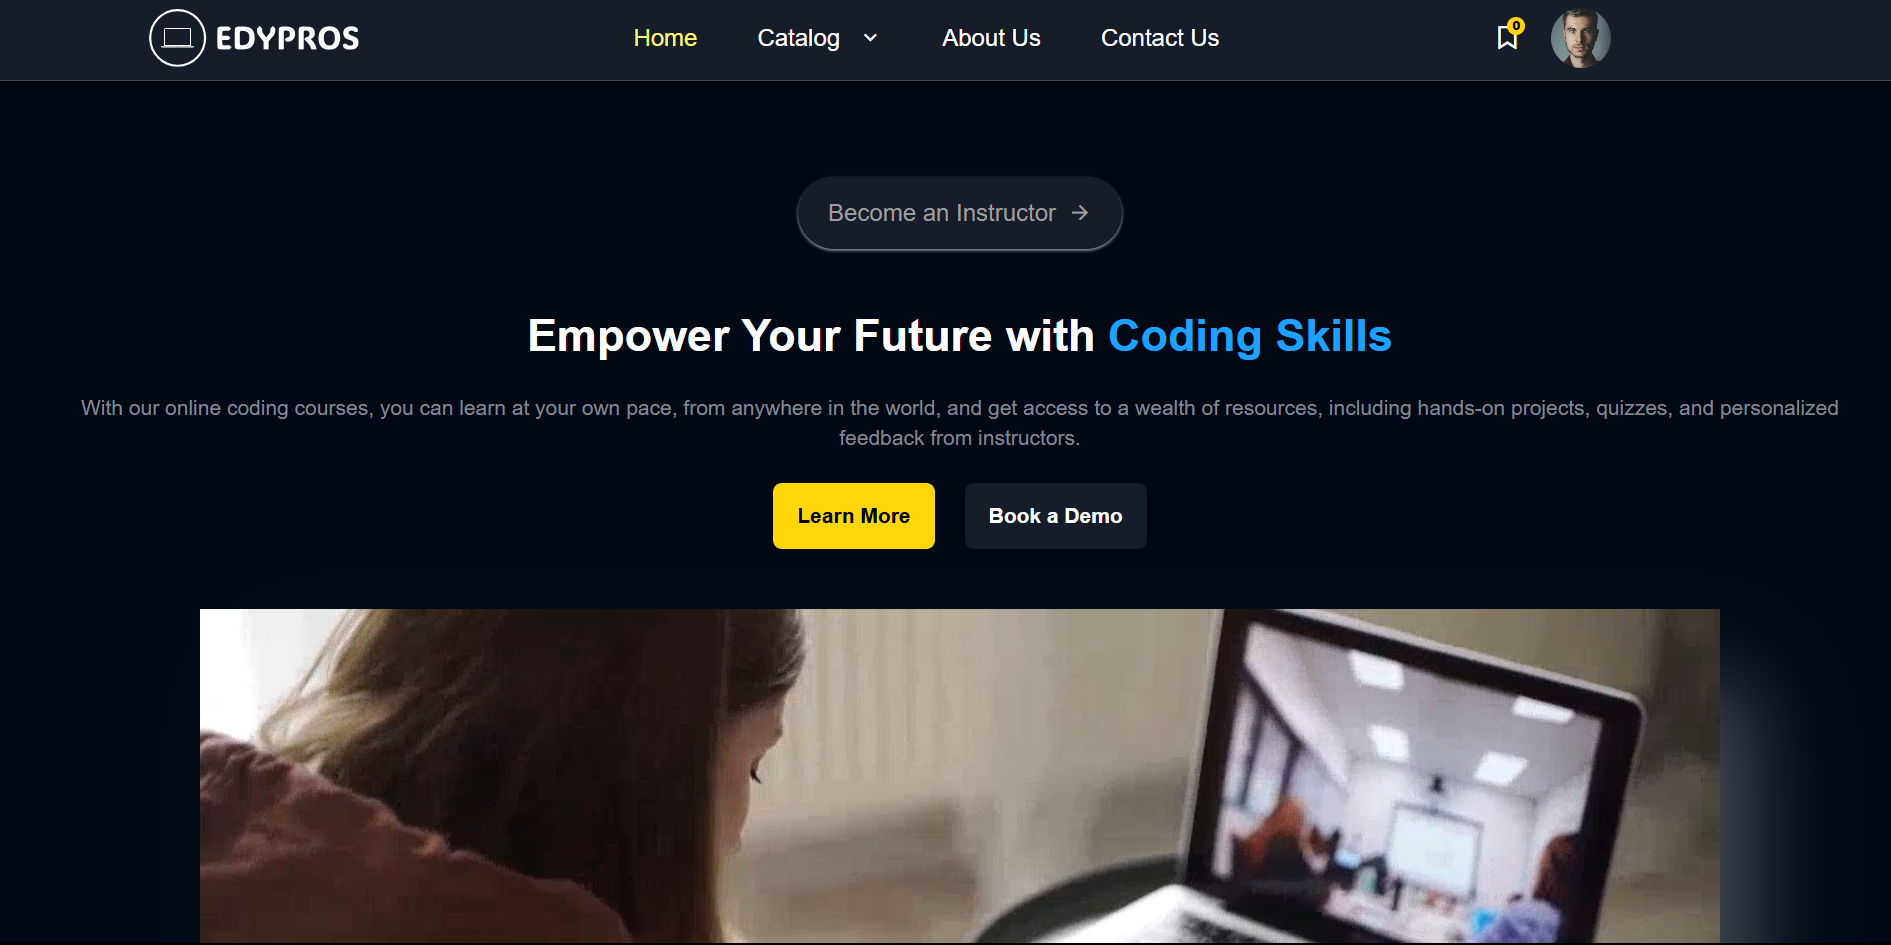 EDYPROS
Home
Catalog
About Us
Contact Us
0
Become an Instructor
Empower Your Future with Coding Skills
With our online coding courses, you can learn at your own pace, from anywhere in the world, and get access to a wealth of resources, including hands-on projects, quizzes, and personalized
feedback from instructors.
Learn More
Book a Demo